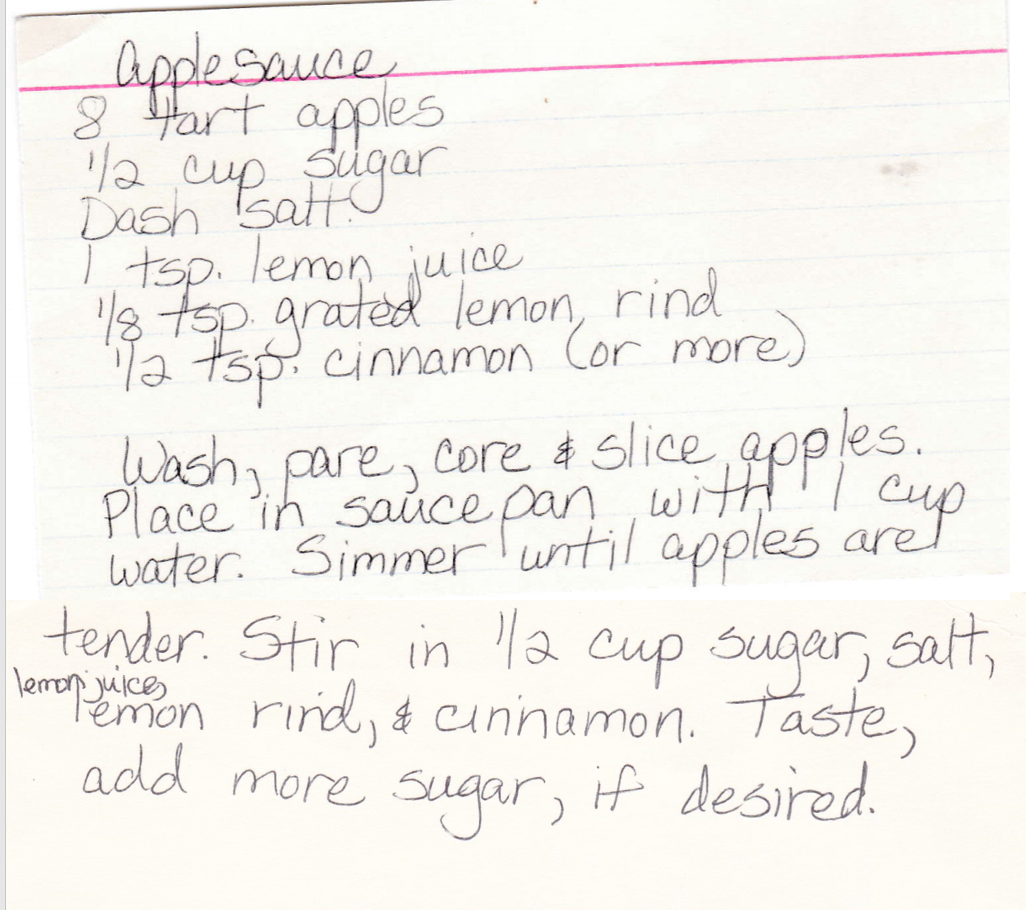 Applesauce
8 tart apples
1/2 cup sugar
Dash salt.
1 tsp. lemon juice
1/8 tsp. grated lemon rind
1/2 tsp. cinnamon (or more)
Wash, pare, core & slice apples.
Place in saucepan with 1 cup
water. Simmer until apples are
tender. Stir in 1/2 cup sugar, salt,
lemon juice,
lemon rind, & cinnamon. Taste,
add more sugar, if desired.